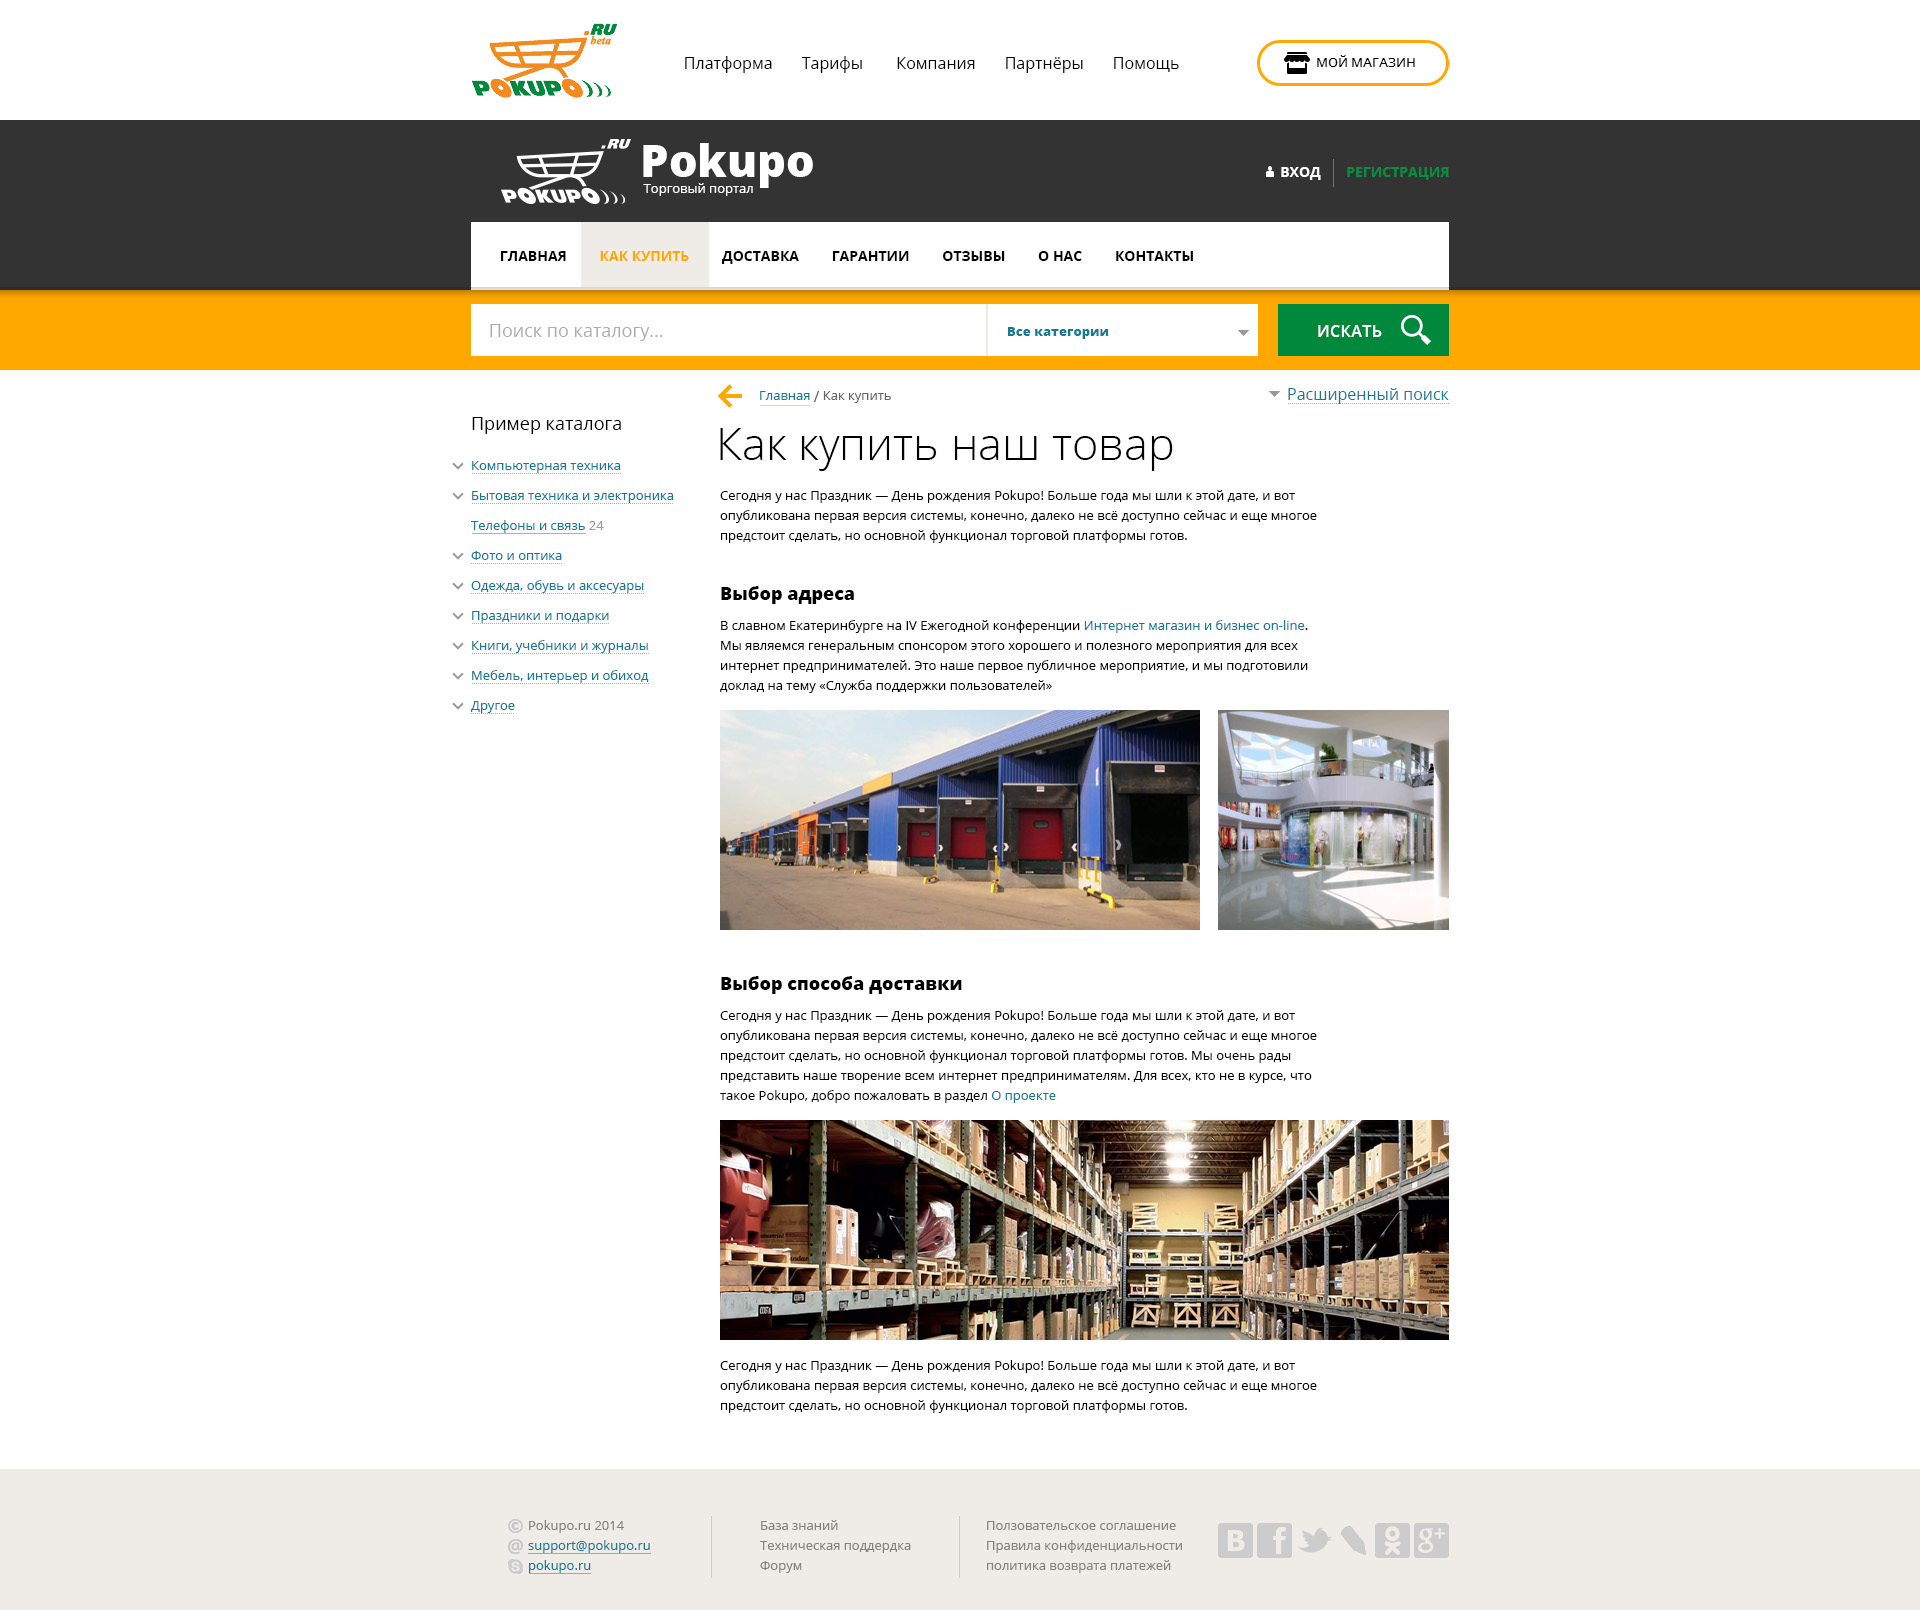 .RU
beta
POKUPO
Платформа Тарифы Компания Партнёры Помощь
МОЙ МАГАЗИН
.RU
POKUPO
Pokupo
Торговый портал
ВХОД РЕГИСТРАЦИЯ
ГЛАВНАЯ КАК КУПИТЬ ДОСТАВКА ГАРАНТИИ ОТЗЫВЫ О НАС КОНТАКТЫ
Поиск по каталогу... Все категории ИСКАТЬ
Главная / Как купить
Расширенный поиск
Пример каталога
Компьютерная техника
Бытовая техника и электроника
Телефоны и связь 24
Фото и оптика
Одежда, обувь и аксесуары
Праздники и подарки
Книги, учебники и журналы
Мебель, интерьер и обиход
Другое
Как купить наш товар
Сегодня у нас Праздник — День рождения Pokupo! Больше года мы шли к этой дате, и вот
опубликована первая версия системы, конечно, далеко не всё доступно сейчас и еще многое
предстоит сделать, но основной функционал торговой платформы готов.
Выбор адреса
В славном Екатеринбурге на IV Ежегодной конференции Интернет магазин и бизнес on-line.
Мы являемся генеральным спонсором этого хорошего и полезного мероприятия для всех
интернет предпринимателей. Это наше первое публичное мероприятие, и мы подготовили
доклад на тему «Служба поддержки пользователей»
Выбор способа доставки
Сегодня у нас Праздник — День рождения Pokupo! Больше года мы шли к этой дате, и вот
опубликована первая версия системы, конечно, далеко не всё доступно сейчас и еще многое
предстоит сделать, но основной функционал торговой платформы готов. Мы очень рады
представить наше творение всем интернет предпринимателям. Для всех, кто не в курсе, что
такое Pokupo, добро пожаловать в раздел О проекте
Сегодня у нас Праздник — День рождения Pokupo! Больше года мы шли к этой дате, и вот
опубликована первая версия системы, конечно, далеко не всё доступно сейчас и еще многое
предстоит сделать, но основной функционал торговой платформы готов.
© Pokupo.ru 2014
@ support@pokupo.ru
pokupo.ru
База знаний
Техническая поддердка
Форум
Ползовательское соглашение
Правила конфиденциальности
политика возврата платежей